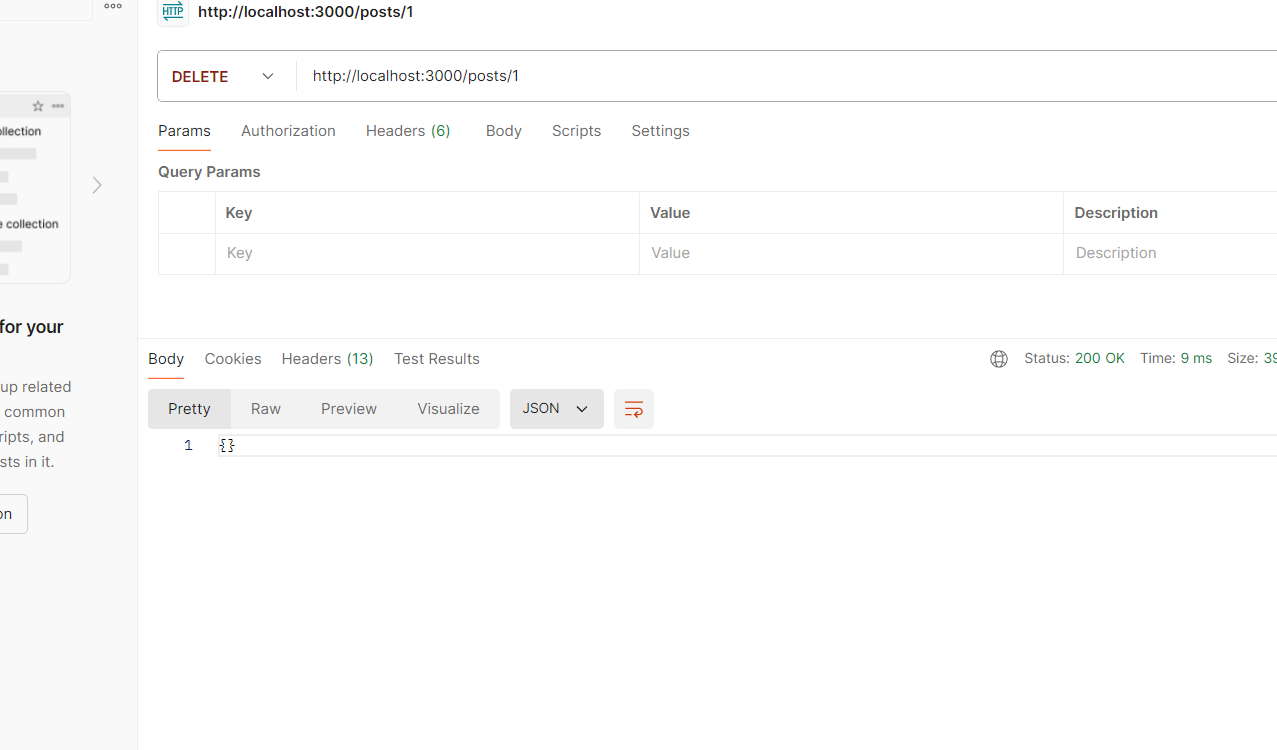 HTTP http://localhost:3000/posts/1
DELETE http://localhost:3000/posts/1
Params Authorization Headers (6) Body Scripts Settings
Query Params
Key Value Description
Key Value Description
collection
collection
for your
up related
common
sts in it.
and
Body Cookies Headers (13) Test Results Status: 200 OK Time: 9 ms Size: 39
Pretty Raw Preview Visualize JSON
1 {}